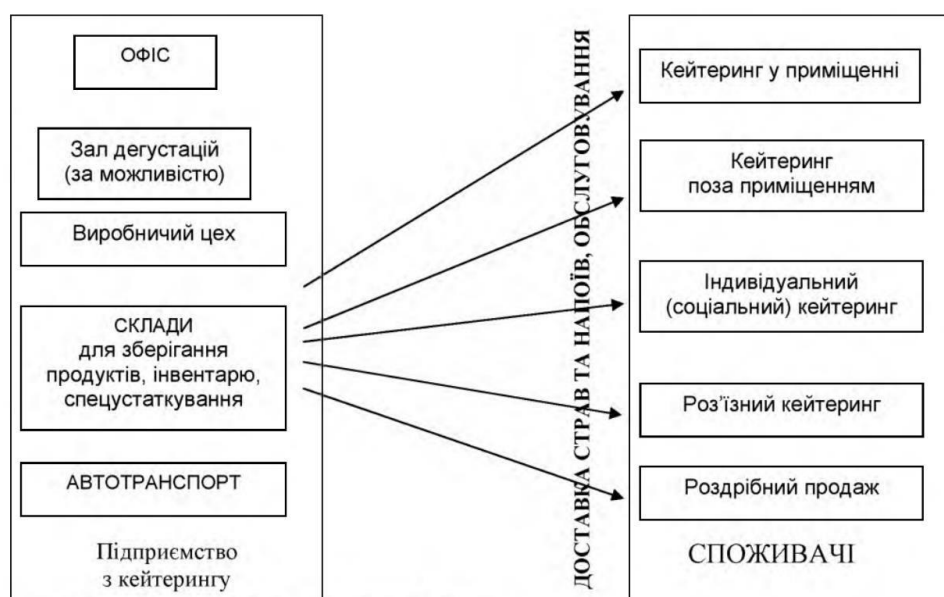 ОФІС
Зал дегустацій
(за можливістю)
Виробничий цех
СКЛАДИ
для зберігання
продуктів, інвентарю,
спецустаткування
АВТОТРАНСПОРТ
Підприємство
з кейтерингу
ДОСТАВКА СТРАВ ТА НАПОЇВ, ОБСЛУГОВУВАННЯ
Кейтеринг у приміщенні
Кейтеринг
поза приміщенням
Індивідуальний
(соціальний) кейтеринг
Роз’їзний кейтеринг
Роздрібний продаж
СПОЖИВАЧІ